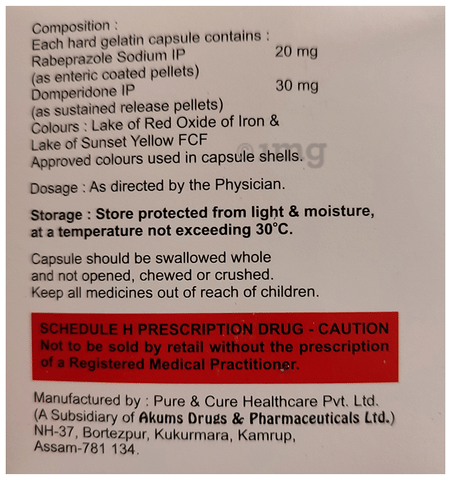 Composition :
Each hard gelatin capsule contains :
Rabeprazole Sodium IP 20 mg
(as enteric coated pellets)
Domperidone IP 30 mg
(as sustained release pellets)
Colours : Lake of Red Oxide of Iron &
Lake of Sunset Yellow FCF
Approved colours used in capsule shells.
1mg
Dosage : As directed by the Physician.
Storage : Store protected from light & moisture,
at a temperature not exceeding 30°C.
Capsule should be swallowed whole
and not opened, chewed or crushed.
Keep all medicines out of reach of children.
SCHEDULE H PRESCRIPTION DRUG - CAUTION
Not to be sold by retail without the prescription
of a Registered Medical Practitioner.
Manufactured by : Pure & Cure Healthcare Pvt. Ltd.
(A Subsidiary of Akums Drugs & Pharmaceuticals Ltd.)
NH-37, Bortezpur, Kukurmara, Kamrup,
Assam-781 134.